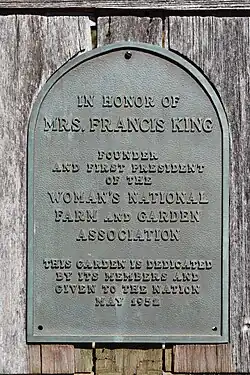 IN HONOR OF
MRS. FRANCIS KING
FOUNDER
AND FIRST PRESIDENT
OF THE
WOMAN'S NATIONAL
FARM AND GARDEN
ASSOCIATION
THIS GARDEN IS DEDICATED
BY ITS MEMBERS AND
GIVEN TO THE NATION
MAY 1952